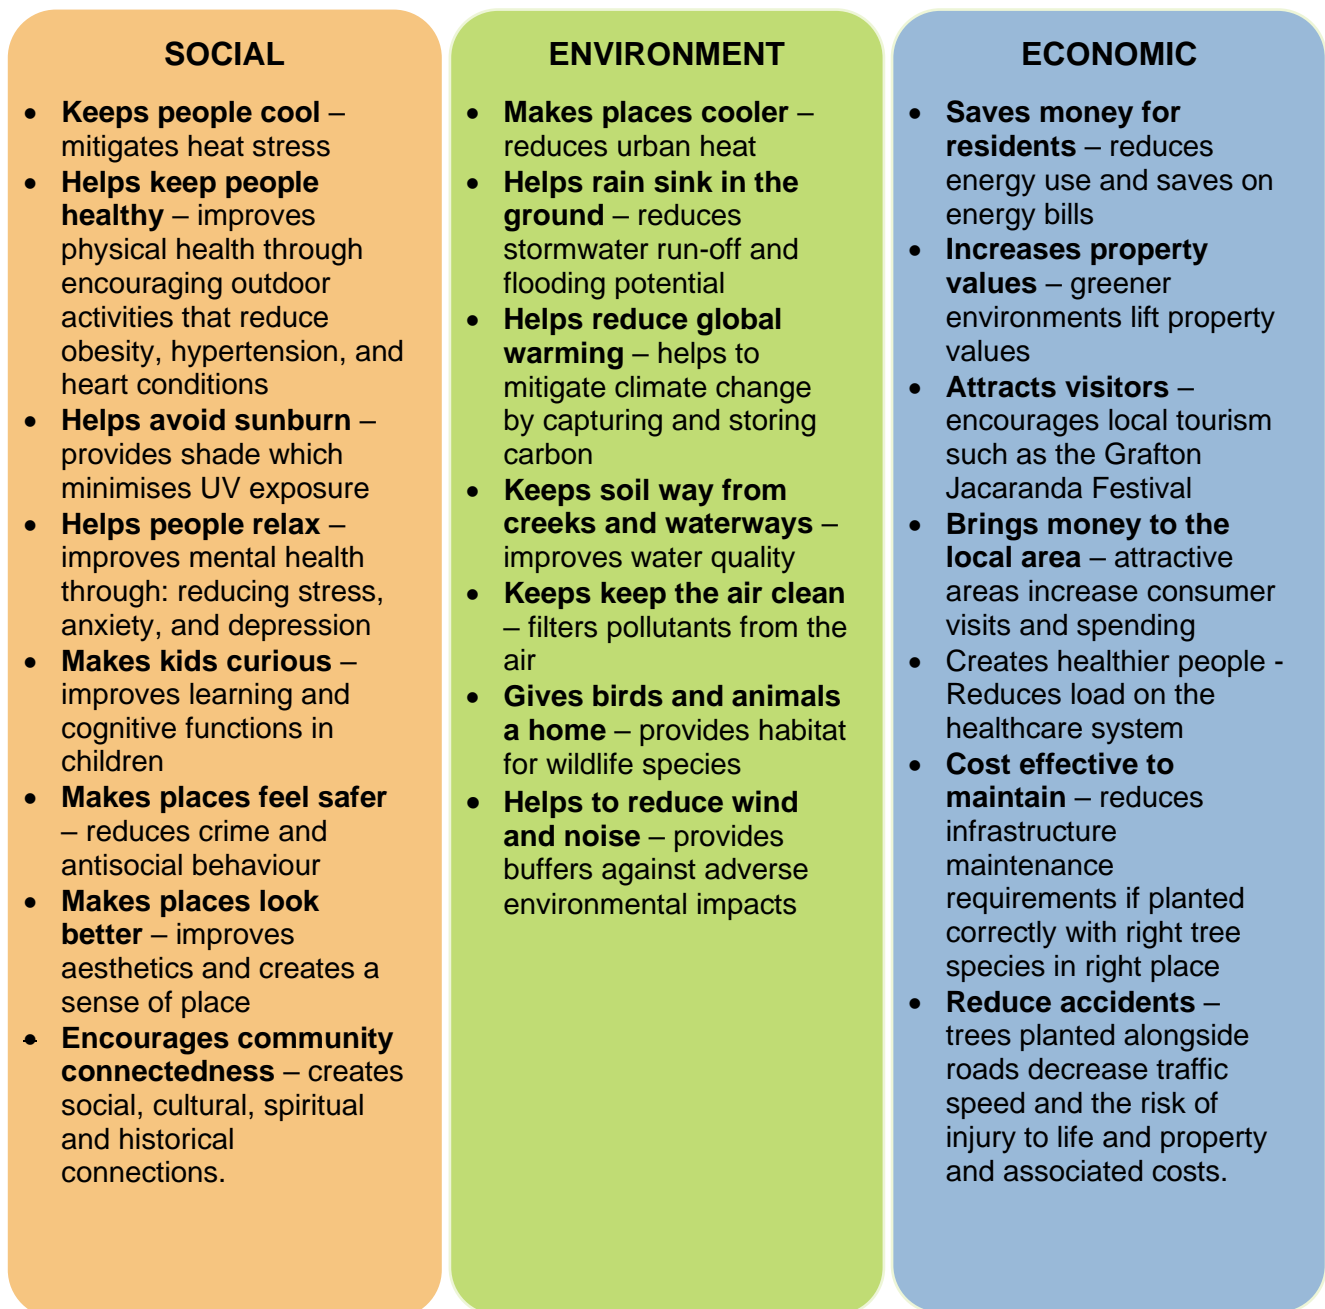 SOCIAL
• Keeps people cool –
mitigates heat stress
• Helps keep people
healthy – improves
physical health through
encouraging outdoor
activities that reduce
obesity, hypertension, and
heart conditions
• Helps avoid sunburn –
provides shade which
minimises UV exposure
• Helps people relax –
improves mental health
through: reducing stress,
anxiety, and depression
• Makes kids curious –
improves learning and
cognitive functions in
children
• Makes places feel safer
– reduces crime and
antisocial behaviour
• Makes places look
better – improves
aesthetics and creates a
sense of place
• Encourages community
connectedness – creates
social, cultural, spiritual
and historical
connections.
ENVIRONMENT
• Makes places cooler –
reduces urban heat
• Helps rain sink in the
ground – reduces
stormwater run-off and
flooding potential
• Helps reduce global
warming – helps to
mitigate climate change
by capturing and storing
carbon
• Keeps soil way from
creeks and waterways –
improves water quality
• Keeps keep the air clean
– filters pollutants from the
air
• Gives birds and animals
a home – provides habitat
for wildlife species
• Helps to reduce wind
and noise – provides
buffers against adverse
environmental impacts
ECONOMIC
• Saves money for
residents – reduces
energy use and saves on
energy bills
• Increases property
values – greener
environments lift property
values
• Attracts visitors –
encourages local tourism
such as the Grafton
Jacaranda Festival
• Brings money to the
local area – attractive
areas increase consumer
visits and spending
• Creates healthier people -
Reduces load on the
healthcare system
• Cost effective to
maintain – reduces
infrastructure
maintenance
requirements if planted
correctly with right tree
species in right place
• Reduce accidents –
trees planted alongside
roads decrease traffic
speed and the risk of
injury to life and property
and associated costs.